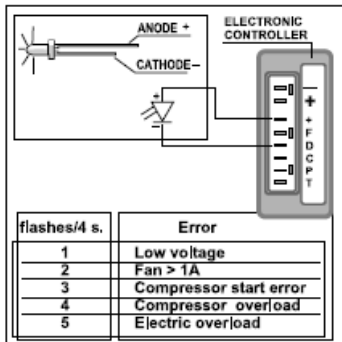 ANODE +
CATHODE–
ELECTRONIC
CONTROLLER
+
–
–
+
+
F
D
C
P
T
flashes/4 s.	Error
1	Low voltage
2	Fan > 1A
3	Compressor start error
4	Compressor overload
5	Electric overload